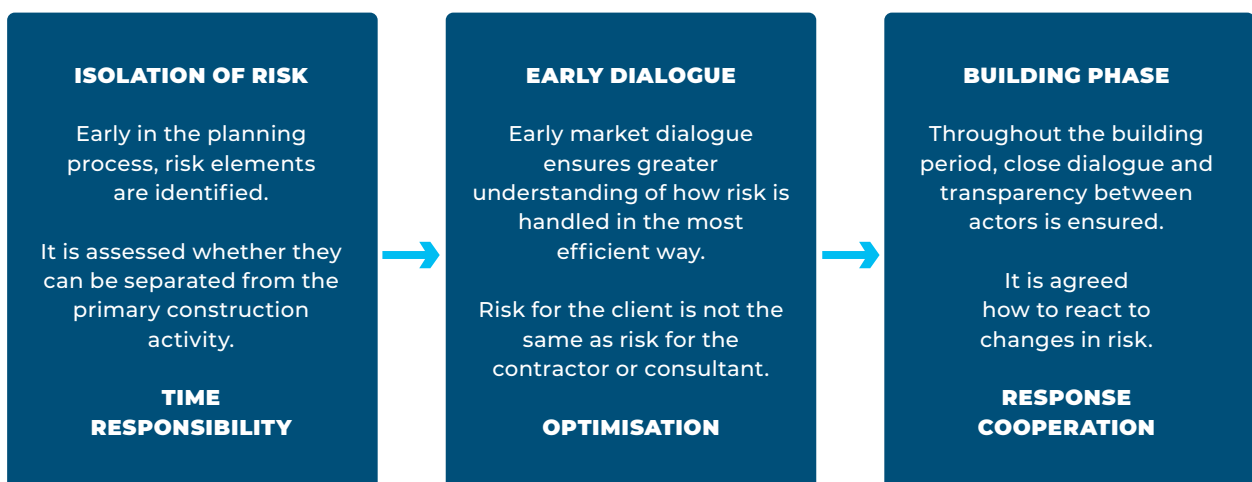 ISOLATION OF RISK
Early in the planning
process, risk elements
are identified.
It is assessed whether they
can be separated from the
primary construction
activity.
TIME
RESPONSIBILITY
EARLY DIALOGUE
Early market dialogue
ensures greater
understanding of how risk is
handled in the most
efficient way.
Risk for the client is not the
same as risk for the
contractor or consultant.
OPTIMISATION
BUILDING PHASE
Throughout the building
period, close dialogue and
transparency between
actors is ensured.
It is agreed
how to react to
changes in risk.
RESPONSE
COOPERATION